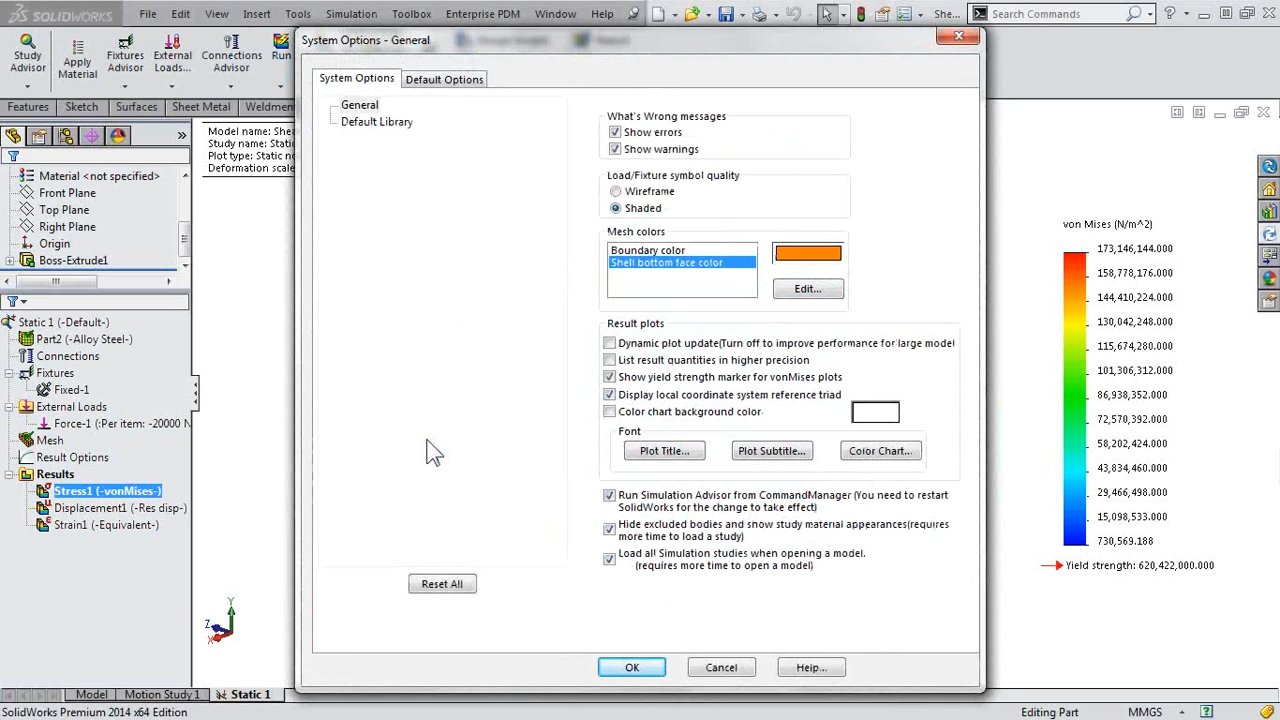 SOLIDWORKS
File Edit View Insert Tools Simulation Toolbox Enterprise PDM Window Help
She...
Search Commands
Study Advisor
Apply Material
Fixtures Advisor
External Loads...
Connections Advisor
Run
Features Sketch Surfaces Sheet Metal
Material <not specified>
Front Plane
Top Plane
Right Plane
Origin
Boss-Extrude1
Static 1 (-Default-)
Part2 (-Alloy Steel-)
Connections
Fixtures
Fixed-1
External Loads
Force-1 (:Per item: -20000 N
Mesh
Result Options
Results
Stress1 (-vonMises-)
Displacement1 (-Res disp-)
Strain1 (-Equivalent-)
Model name: Shea
Study name: Static
Plot type: Static no
Deformation scale
Y
Z
X
System Options - General
System Options
Default Options
General
Default Library
Reset All
What's Wrong messages
Show errors
Show warnings
Load/Fixture symbol quality
Wireframe
Shaded
Mesh colors
Boundary color
Shell bottom face color
Edit...
Result plots
Dynamic plot update(Turn off to improve performance for large model
List result quantities in higher precision
Show yield strength marker for vonMises plots
Display local coordinate system reference triad
Color chart background color
Font
Plot Title... Plot Subtitle... Color Chart...
Run Simulation Advisor from CommandManager (You need to restart
SolidWorks for the change to take effect)
Hide excluded bodies and show study material appearances(requires
more time to load a study)
Load all Simulation studies when opening a model.
(requires more time to open a model)
OK Cancel Help...
von Mises (N/m^2)
173,146,144.000
158,778,176.000
144,410,224.000
130,042,248.000
115,674,288.000
101,306,328.000
86,938,360.000
72,570,392.000
58,202,428.000
43,834,464.000
29,466,498.000
15,098,533.000
730,569.188
Yield strength: 620,422,000.000
Model Motion Study 1 Static 1
SolidWorks Premium 2014 x64 Edition
Editing Part
MMGS